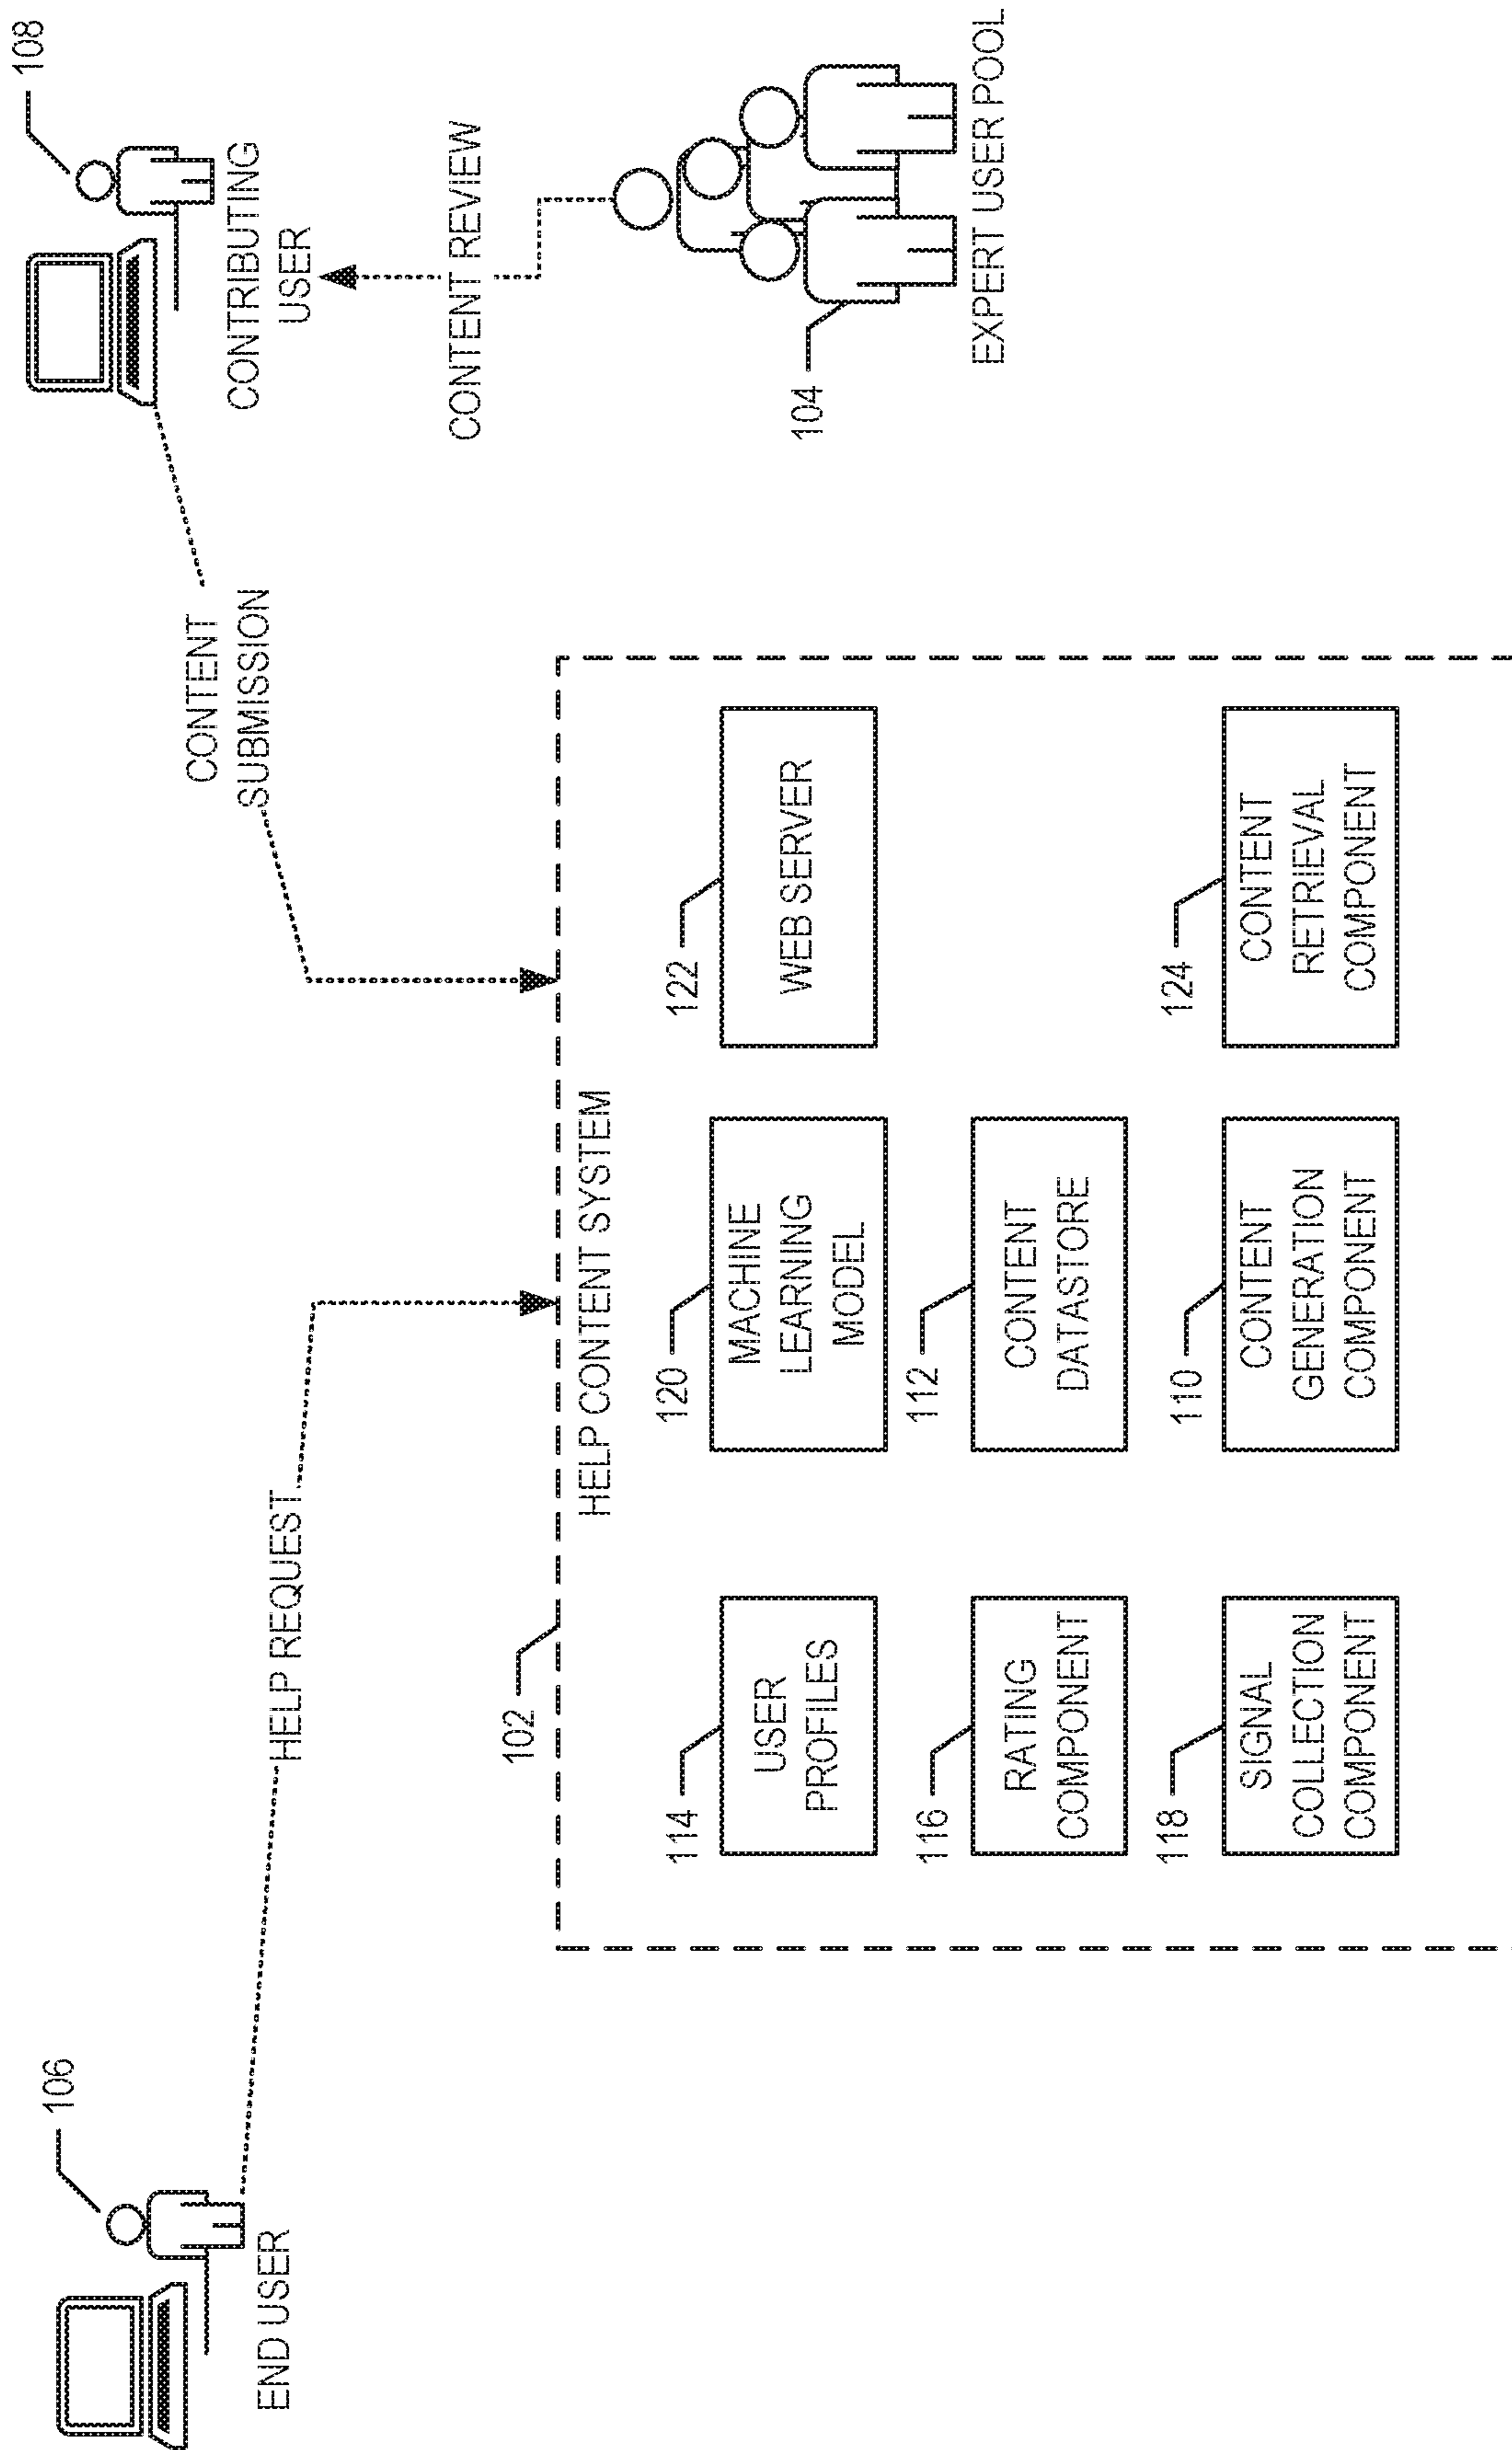 106
END USER
HELP REQUEST
CONTENT
SUBMISSION
108
CONTRIBUTING
USER
CONTENT REVIEW
104
EXPERT USER POOL
102
HELP CONTENT SYSTEM
114
USER
PROFILES
120
MACHINE
LEARNING
MODEL
122
WEB SERVER
116
RATING
COMPONENT
112
CONTENT
DATASTORE
118
SIGNAL
COLLECTION
COMPONENT
110
CONTENT
GENERATION
COMPONENT
124
CONTENT
RETRIEVAL
COMPONENT